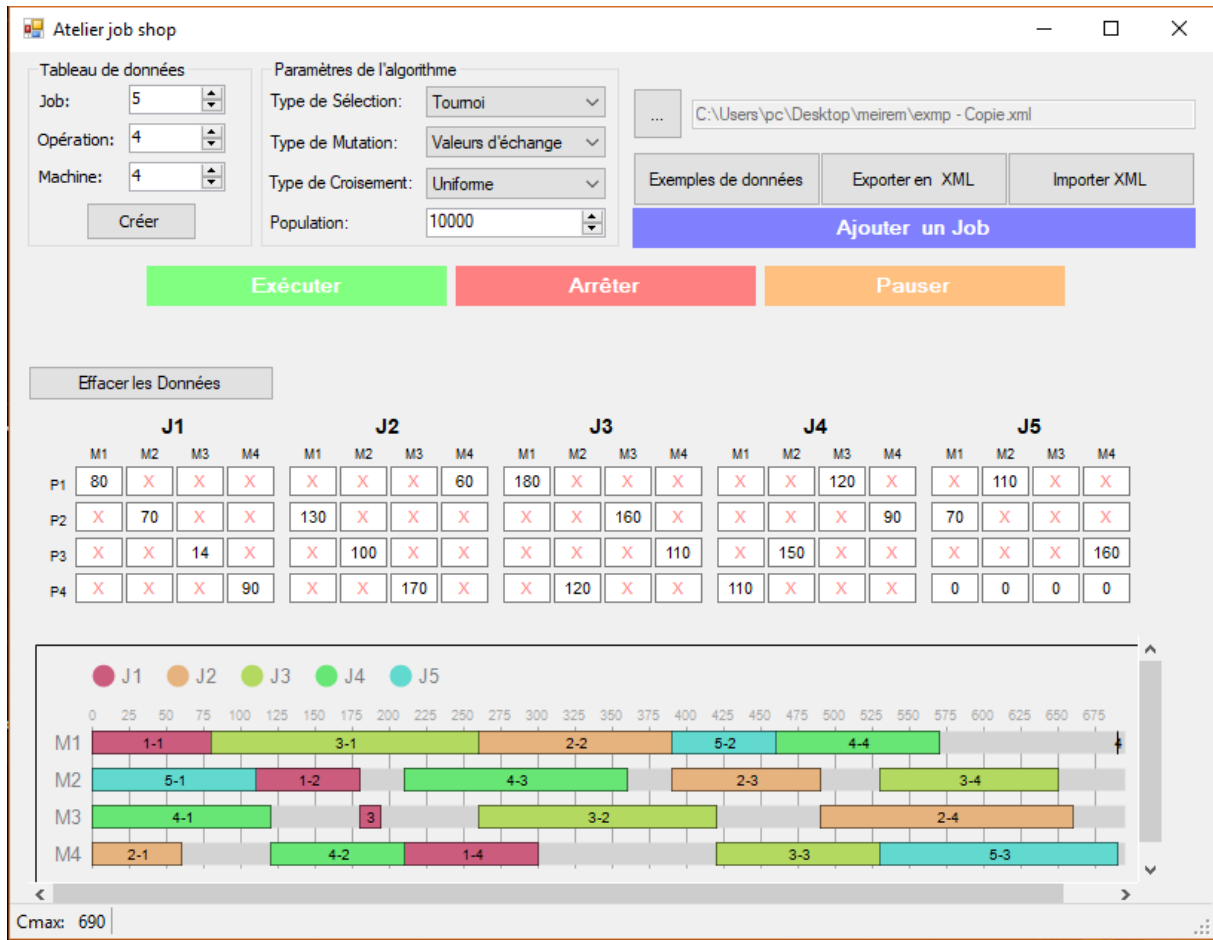 Atelier job shop
Tableau de données
Paramètres de l'algorithme
Job: 5
Type de Sélection: Tournoi
... C:\Users\pc\Desktop\meirem\exmp - Copie.xml
Opération: 4
Type de Mutation: Valeurs d'échange
Machine: 4
Type de Croisement: Uniforme
Exemples de données Exporter en XML Importer XML
Créer
Population: 10000
Ajouter un Job
Exécuter Arrêter Pauser
Effacer les Données
J1 J2 J3 J4 J5
M1 M2 M3 M4 M1 M2 M3 M4 M1 M2 M3 M4 M1 M2 M3 M4 M1 M2 M3 M4
P1 80 X X X X X X 60 180 X X X X X 120 X X 110 X X
P2 X 70 X X 130 X X X X X 160 X X X X 90 70 X X X
P3 X X 14 X X 100 X X X X X 110 X 150 X X X X X 160
P4 X X X 90 X X 170 X X 120 X X 110 X X X 0 0 0 0
J1 J2 J3 J4 J5
0 25 50 75 100 125 150 175 200 225 250 275 300 325 350 375 400 425 450 475 500 525 550 575 600 625 650 675
M1 1-1 3-1 2-2 5-2 4-4 4
M2 5-1 1-2 4-3 2-3 3-4
M3 4-1 3 3-2 2-4
M4 2-1 4-2 1-4 3-3 5-3
Cmax: 690